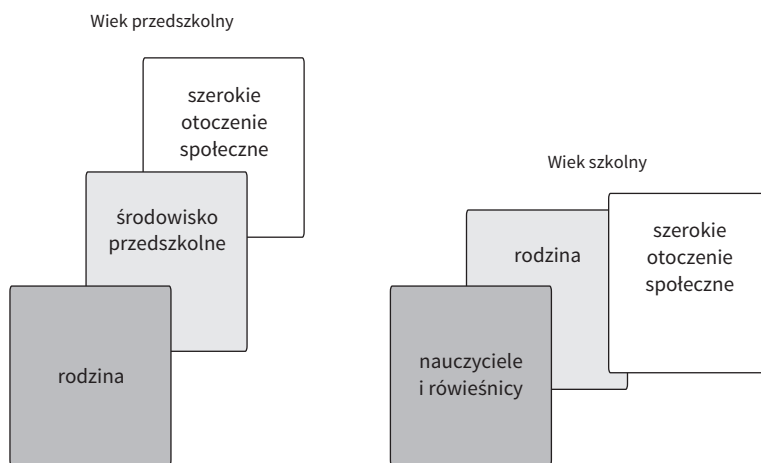 Wiek przedszkolny
szerokie
otoczenie
społeczne
środowisko
przedszkolne
rodzina
Wiek szkolny
szerokie
otoczenie
społeczne
rodzina
nauczyciele
i rówieśnicy